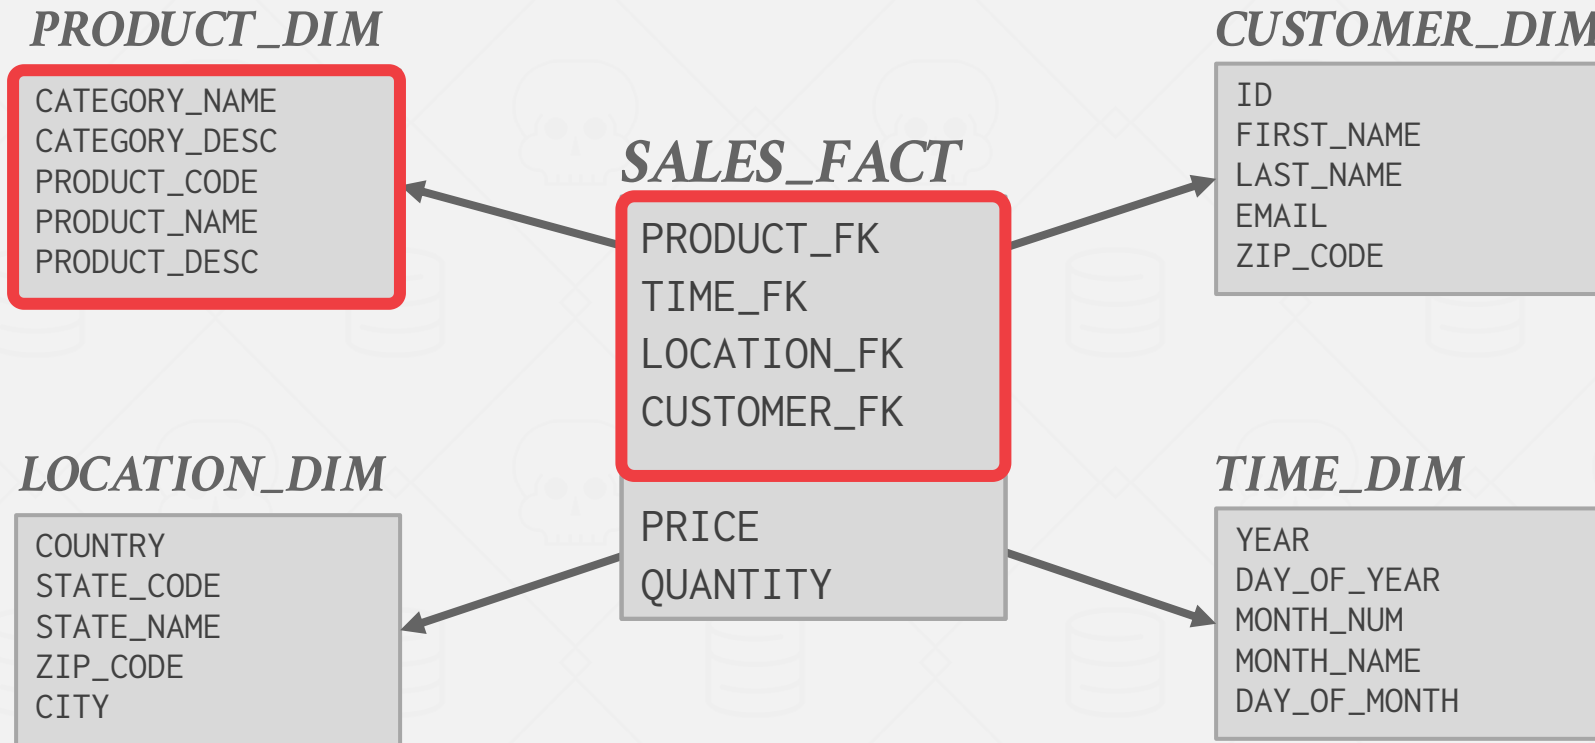 PRODUCT_DIM
CATEGORY_NAME
CATEGORY_DESC
PRODUCT_CODE
PRODUCT_NAME
PRODUCT_DESC
SALES_FACT
PRODUCT_FK
TIME_FK
LOCATION_FK
CUSTOMER_FK
PRICE
QUANTITY
CUSTOMER_DIM
ID
FIRST_NAME
LAST_NAME
EMAIL
ZIP_CODE
LOCATION_DIM
COUNTRY
STATE_CODE
STATE_NAME
ZIP_CODE
CITY
TIME_DIM
YEAR
DAY_OF_YEAR
MONTH_NUM
MONTH_NAME
DAY_OF_MONTH